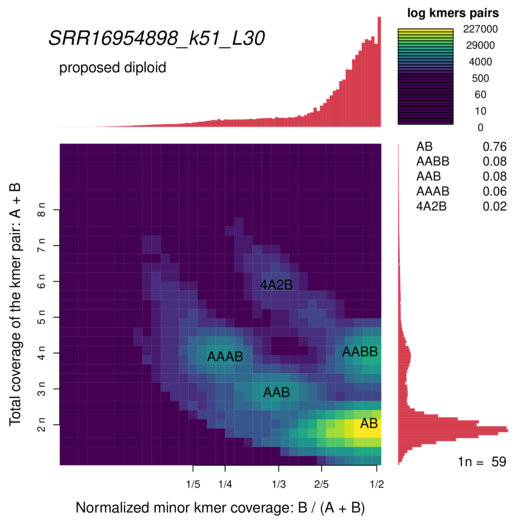 SRR16954898_k51_L30
proposed diploid
log kmers pairs
227000
29000
4000
500
60
10
0
AB 0.76
AABB 0.08
AAB 0.08
AAAB 0.06
4A2B 0.02
Total coverage of the kmer pair: A + B
8 n
7 n
6 n
5 n
4 n
3 n
2 n
4A2B
AAAB
AABB
AAB
AB
1n = 59
1/5 1/4 1/3 2/5 1/2
Normalized minor kmer coverage: B / (A + B)